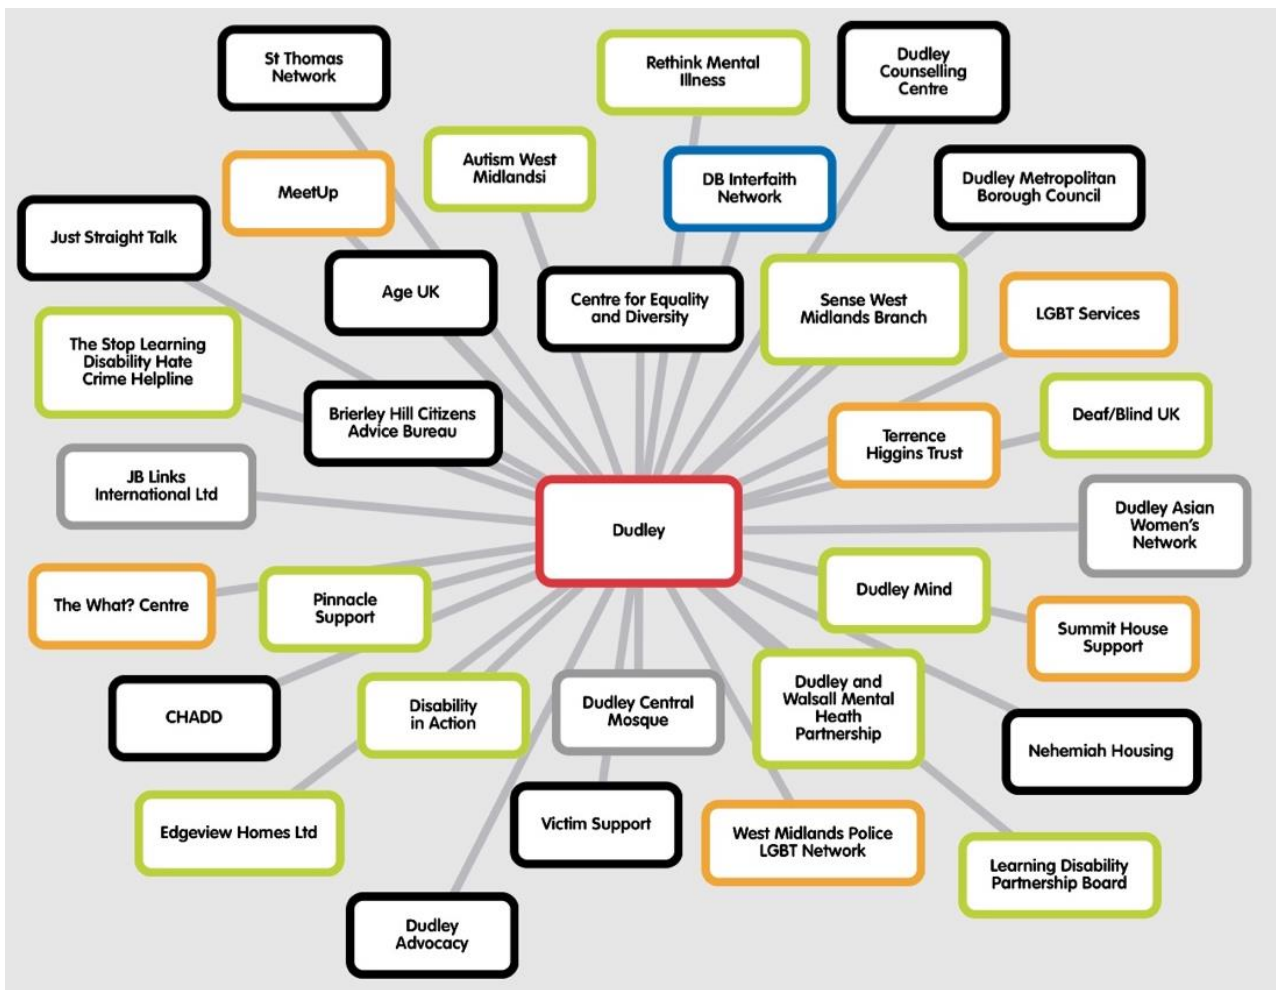 St Thomas
Network
Rethink Mental
Illness
Dudley
Counselling
Centre
MeetUp
Autism West
Midlandsi
DB Interfaith
Network
Dudley Metropolitan
Borough Council
Just Straight Talk
Age UK
Centre for Equality
and Diversity
Sense West
Midlands Branch
LGBT Services
The Stop Learning
Disability Hate
Crime Helpline
Brierley Hill Citizens
Advice Bureau
Terrence
Higgins Trust
Deaf/Blind UK
JB Links
International Ltd
Dudley
Dudley Asian
Women's
Network
The What? Centre
Pinnacle
Support
Dudley Mind
Summit House
Support
CHADD
Disability
in Action
Dudley Central
Mosque
Dudley and
Walsall Mental
Heath
Partnership
Nehemiah Housing
Edgeview Homes Ltd
Victim Support
West Midlands Police
LGBT Network
Learning Disability
Partnership Board
Dudley
Advocacy